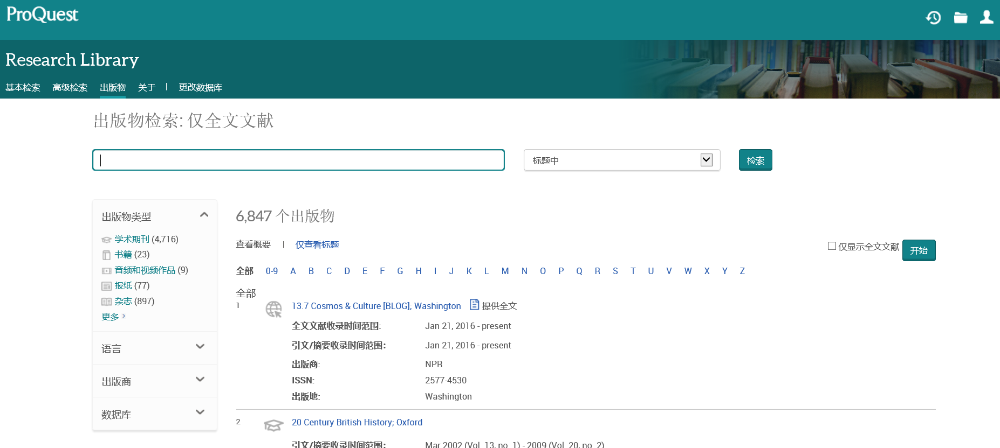 ProQuest
Research Library
基本检索 高级检索 出版物 关于 | 更改数据库
出版物检索: 仅全文文献
标题中
检索
出版物类型
学术期刊 (4,716)
书籍 (23)
音频和视频作品 (9)
报纸 (77)
杂志 (897)
更多 ›
语言
出版商
数据库
6,847 个出版物
查看概要 | 仅查看标题
仅显示全文文献 开始
全部 0-9 A B C D E F G H I J K L M N O P Q R S T U V W X Y Z
全部
1 13.7 Cosmos & Culture [BLOG]; Washington 提供全文
全文文献收录时间范围: Jan 21, 2016 - present
引文/摘要收录时间范围： Jan 21, 2016 - present
出版商: NPR
ISSN: 2577-4530
出版地: Washington
2 20 Century British History; Oxford
引文/摘要收录时间范围： Mar 2002 (Vol. 13, no. 1) - 2009 (Vol. 20, no. 2)